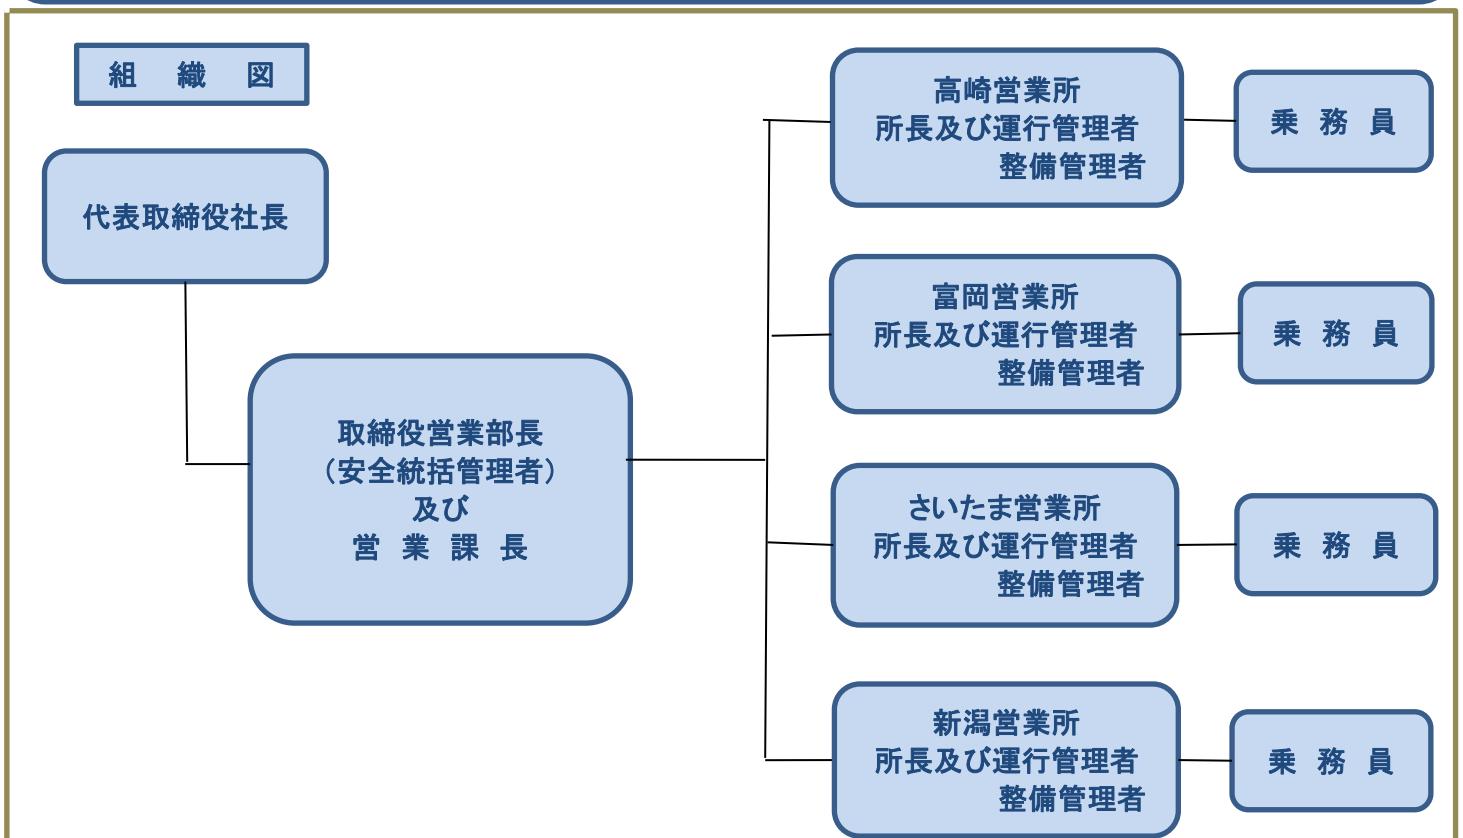 組　織　図
代表取締役社長
取締役営業部長
（安全統括管理者）
及び
営　業　課　長
高崎営業所
所長及び運行管理者
整備管理者
乗　務　員
富岡営業所
所長及び運行管理者
整備管理者
乗　務　員
さいたま営業所
所長及び運行管理者
整備管理者
乗　務　員
新潟営業所
所長及び運行管理者
整備管理者
乗　務　員